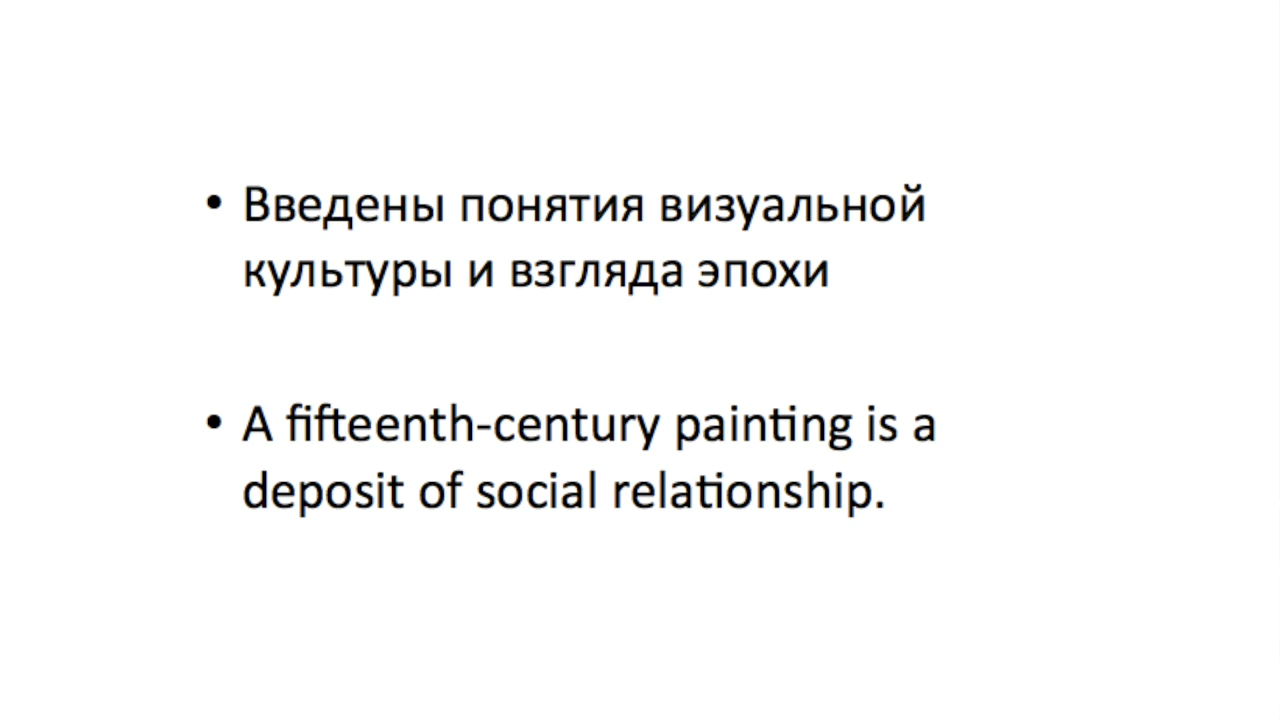 • Введены понятия визуальной
культуры и взгляда эпохи
• A fifteenth-century painting is a
deposit of social relationship.